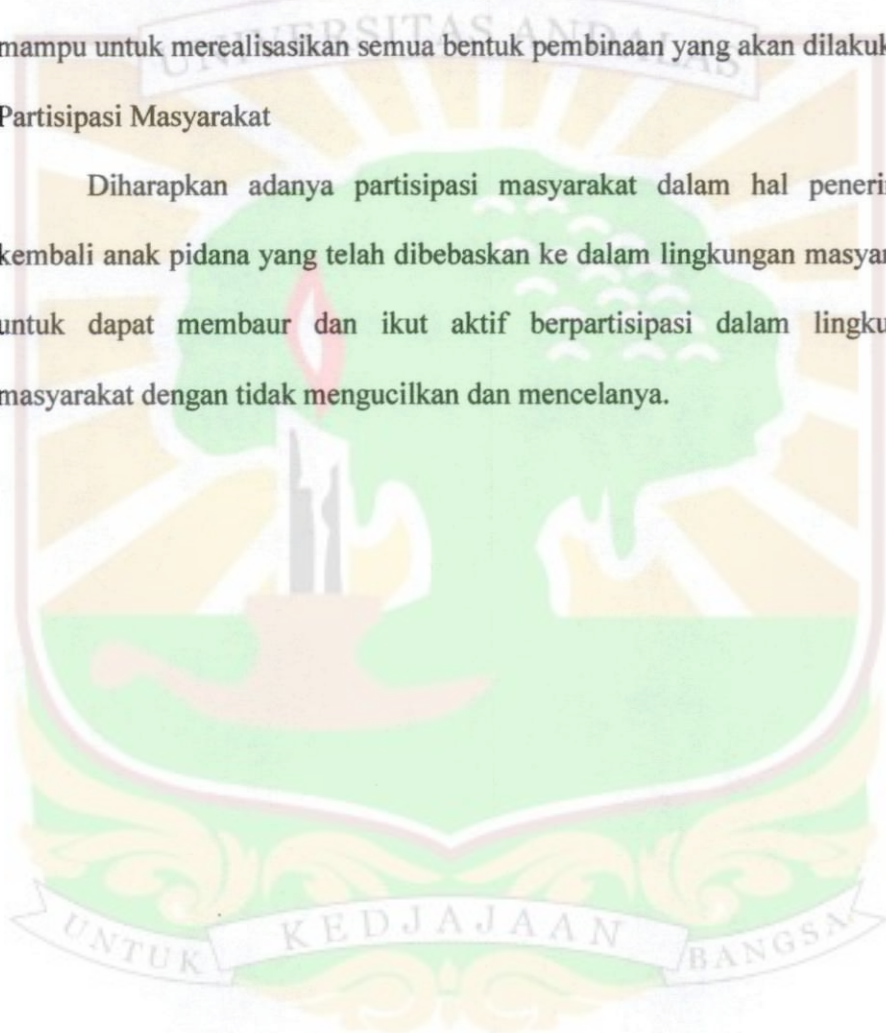 UNIVERSITAS ANDALAS
mampu untuk merealisasikan semua bentuk pembinaan yang akan dilakuk
Partisipasi Masyarakat
Diharapkan adanya partisipasi masyarakat dalam hal peneri
kembali anak pidana yang telah dibebaskan ke dalam lingkungan masyar
untuk dapat membaur dan ikut aktif berpartisipasi dalam lingku
masyarakat dengan tidak mengucilkan dan mencelanya.
UNTUK KEDJAJAAN BANGSA